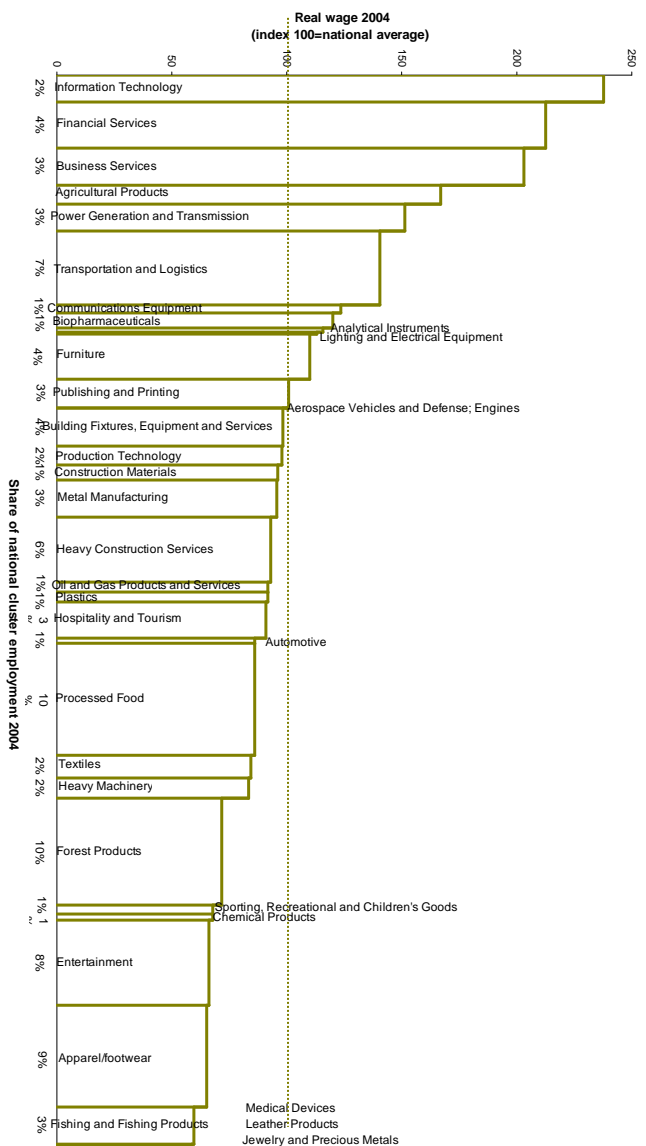 Real wage 2004
(index 100=national average)
0
50
100
150
200
250
Share of national cluster employment 2004
2% Information Technology
4% Financial Services
3% Business Services
Agricultural Products
3% Power Generation and Transmission
7% Transportation and Logistics
1% Communications Equipment
1% Biopharmaceuticals
Analytical Instruments
Lighting and Electrical Equipment
4% Furniture
3% Publishing and Printing
Aerospace Vehicles and Defense; Engines
4% Building Fixtures, Equipment and Services
2% Production Technology
1% Construction Materials
3% Metal Manufacturing
6% Heavy Construction Services
1% Oil and Gas Products and Services
1% Plastics
3% Hospitality and Tourism
1% Automotive
10% Processed Food
2% Textiles
2% Heavy Machinery
10% Forest Products
1% Sporting, Recreational and Children's Goods
1% Chemical Products
8% Entertainment
9% Apparel/footwear
3% Fishing and Fishing Products
Medical Devices
Leather Products
Jewelry and Precious Metals